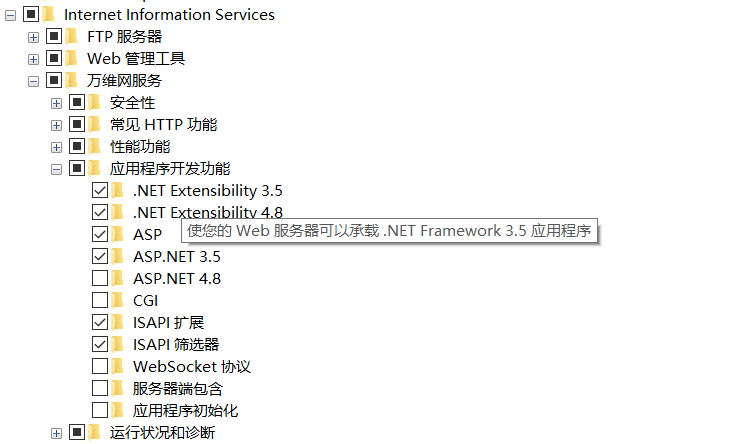 Internet Information Services
FTP 服务器
Web 管理工具
万维网服务
安全性
常见 HTTP 功能
性能功能
应用程序开发功能
.NET Extensibility 3.5
.NET Extensibility 4.8
ASP
使您的 Web 服务器可以承载 .NET Framework 3.5 应用程序
ASP.NET 3.5
ASP.NET 4.8
CGI
ISAPI 扩展
ISAPI 筛选器
WebSocket 协议
服务器端包含
应用程序初始化
运行状况和诊断